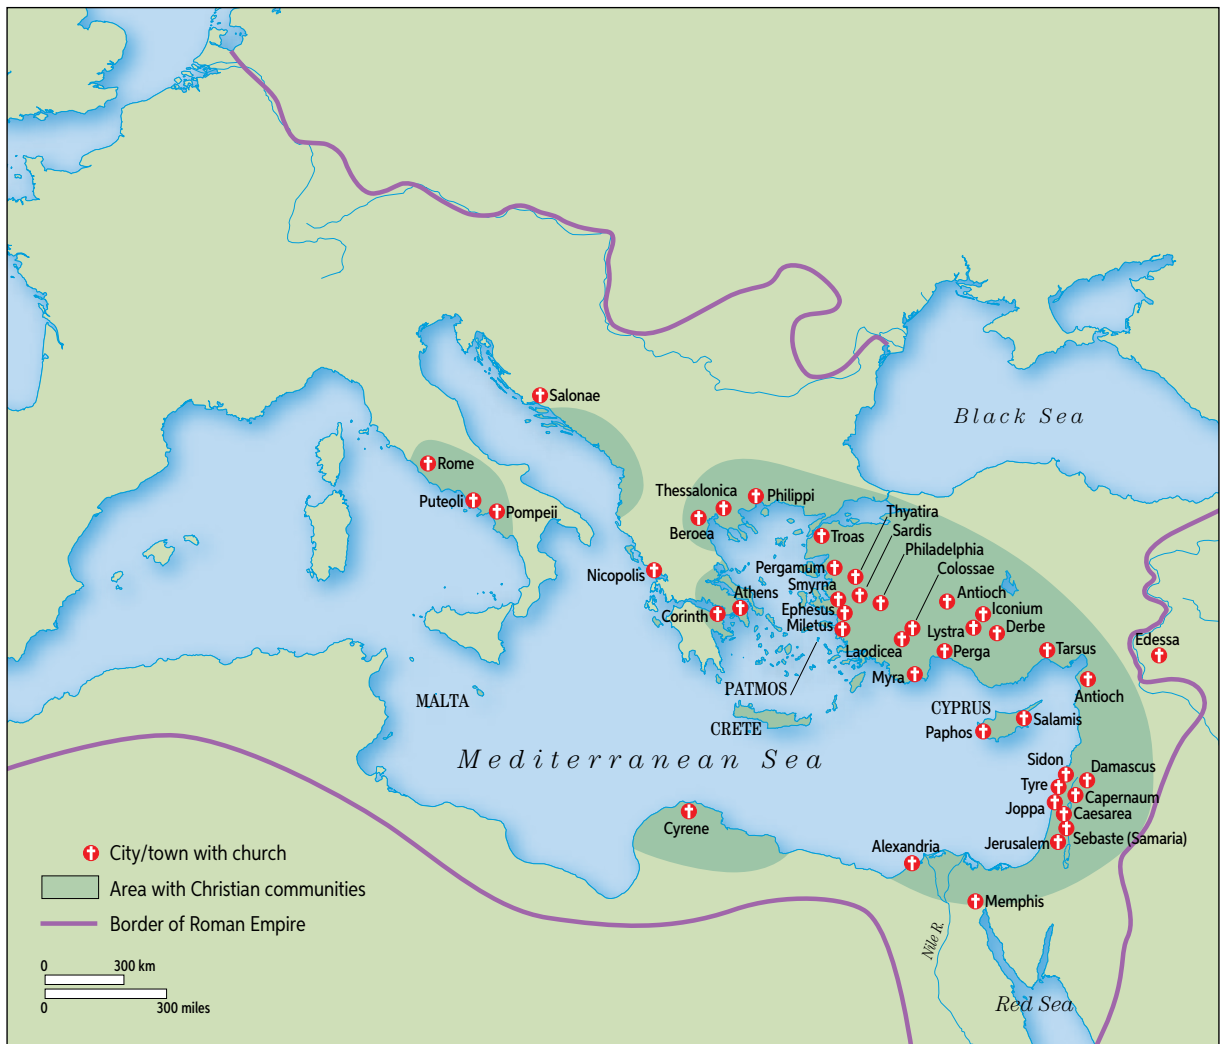 Black Sea
Salonae
Rome
Puteoli
Pompeii
Thessalonica
Philippi
Beroea
Thyatira
Sardis
Troas
Philadelphia
Pergamum
Colossae
Nicopolis
Smyrna
Athens
Antioch
Ephesus
Iconium
Corinth
Miletus
Lystra
Derbe
Edessa
Laodicea
Perga
Tarsus
Myra
PATMOS
Antioch
MALTA
CYPRUS
Salamis
CRETE
Paphos
Mediterranean Sea
Sidon
Damascus
Tyre
Capernaum
Joppa
Caesarea
Cyrene
Sebaste (Samaria)
Jerusalem
Alexandria
Memphis
Nile R.
Red Sea
City/town with church
Area with Christian communities
Border of Roman Empire
0 300 km
0 300 miles